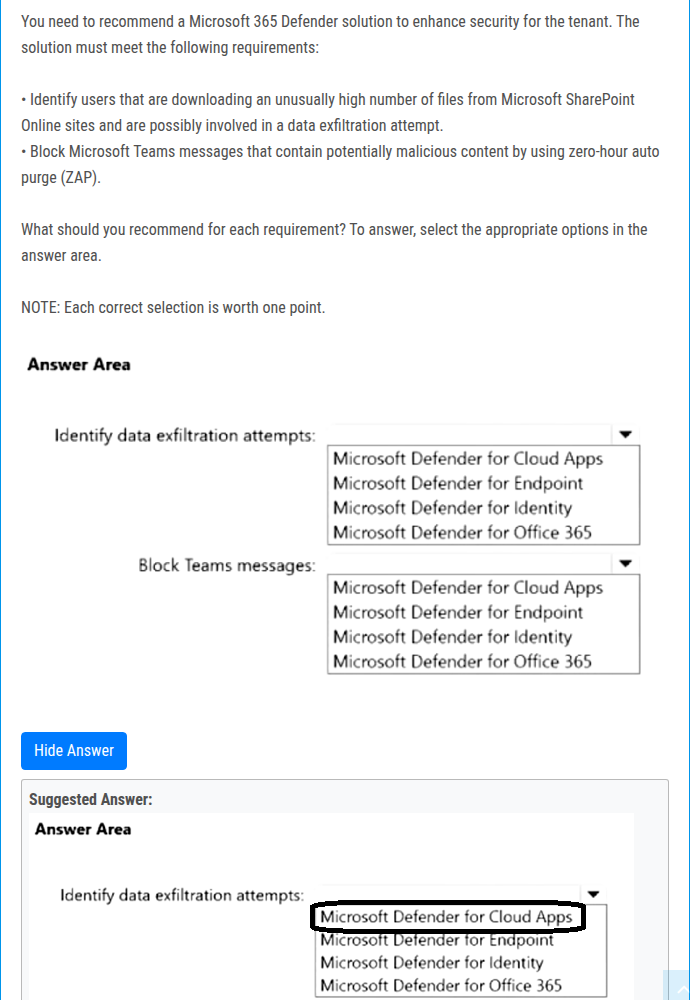 You need to recommend a Microsoft 365 Defender solution to enhance security for the tenant. The
solution must meet the following requirements:
• Identify users that are downloading an unusually high number of files from Microsoft SharePoint
Online sites and are possibly involved in a data exfiltration attempt.
• Block Microsoft Teams messages that contain potentially malicious content by using zero-hour auto
purge (ZAP).
What should you recommend for each requirement? To answer, select the appropriate options in the
answer area.
NOTE: Each correct selection is worth one point.
Answer Area
Identify data exfiltration attempts:
Microsoft Defender for Cloud Apps
Microsoft Defender for Endpoint
Microsoft Defender for Identity
Microsoft Defender for Office 365
Block Teams messages:
Microsoft Defender for Cloud Apps
Microsoft Defender for Endpoint
Microsoft Defender for Identity
Microsoft Defender for Office 365
Hide Answer
Suggested Answer:
Answer Area
Identify data exfiltration attempts:
Microsoft Defender for Cloud Apps
Microsoft Defender for Endpoint
Microsoft Defender for Identity
Microsoft Defender for Office 365